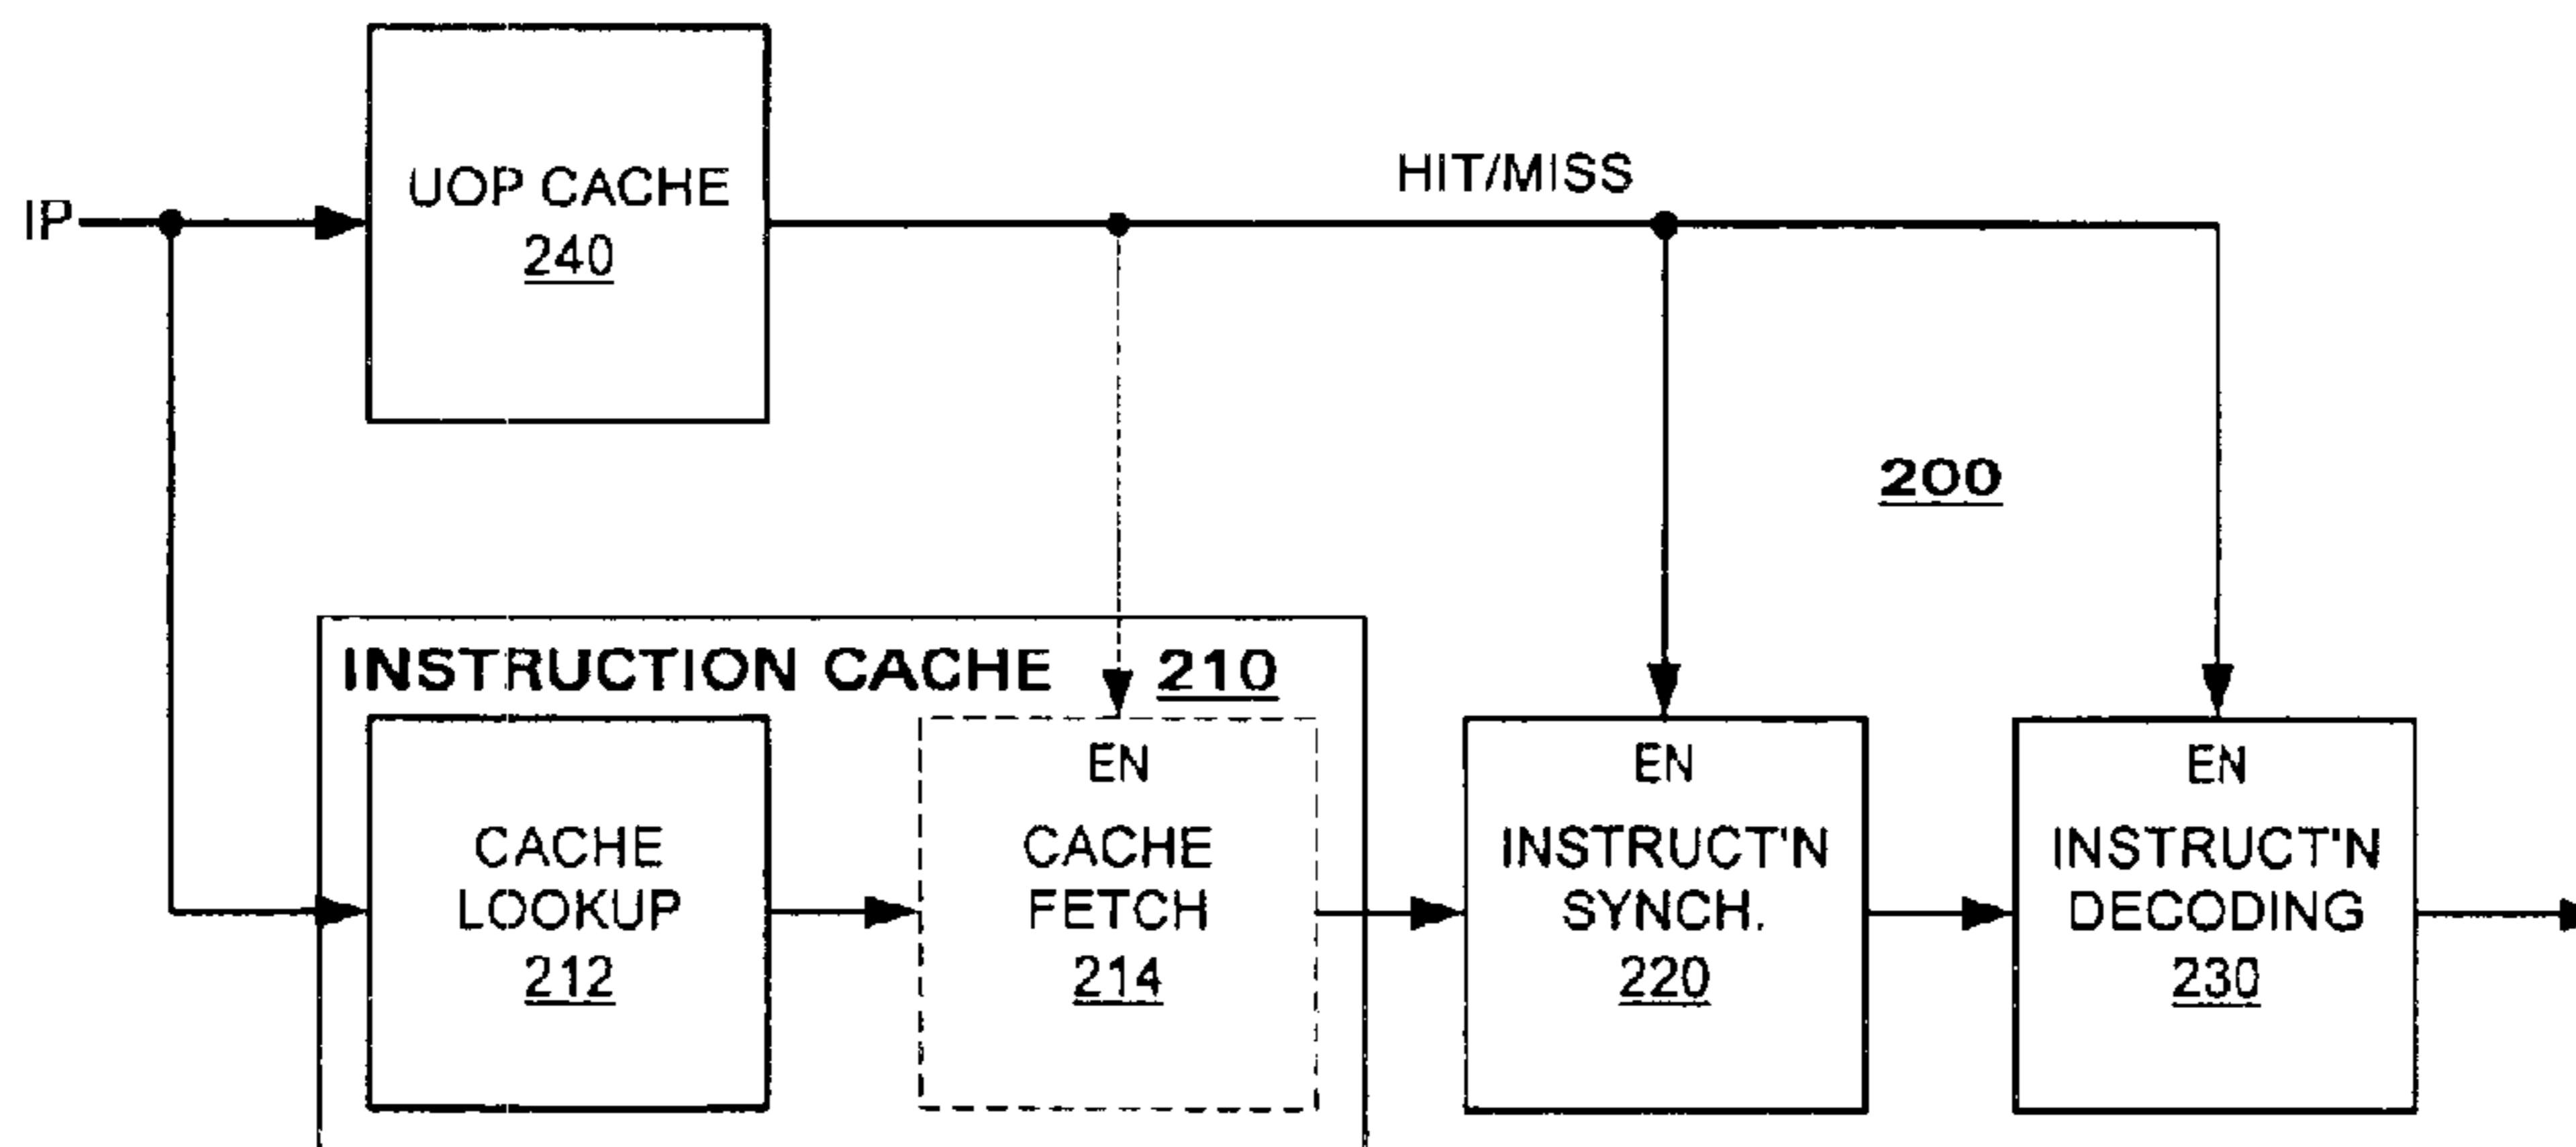 IP
UOP CACHE
240
HIT/MISS
200
INSTRUCTION CACHE 210
CACHE
LOOKUP
212
EN
CACHE
FETCH
214
EN
INSTRUCT'N
SYNCH.
220
EN
INSTRUCT'N
DECODING
230